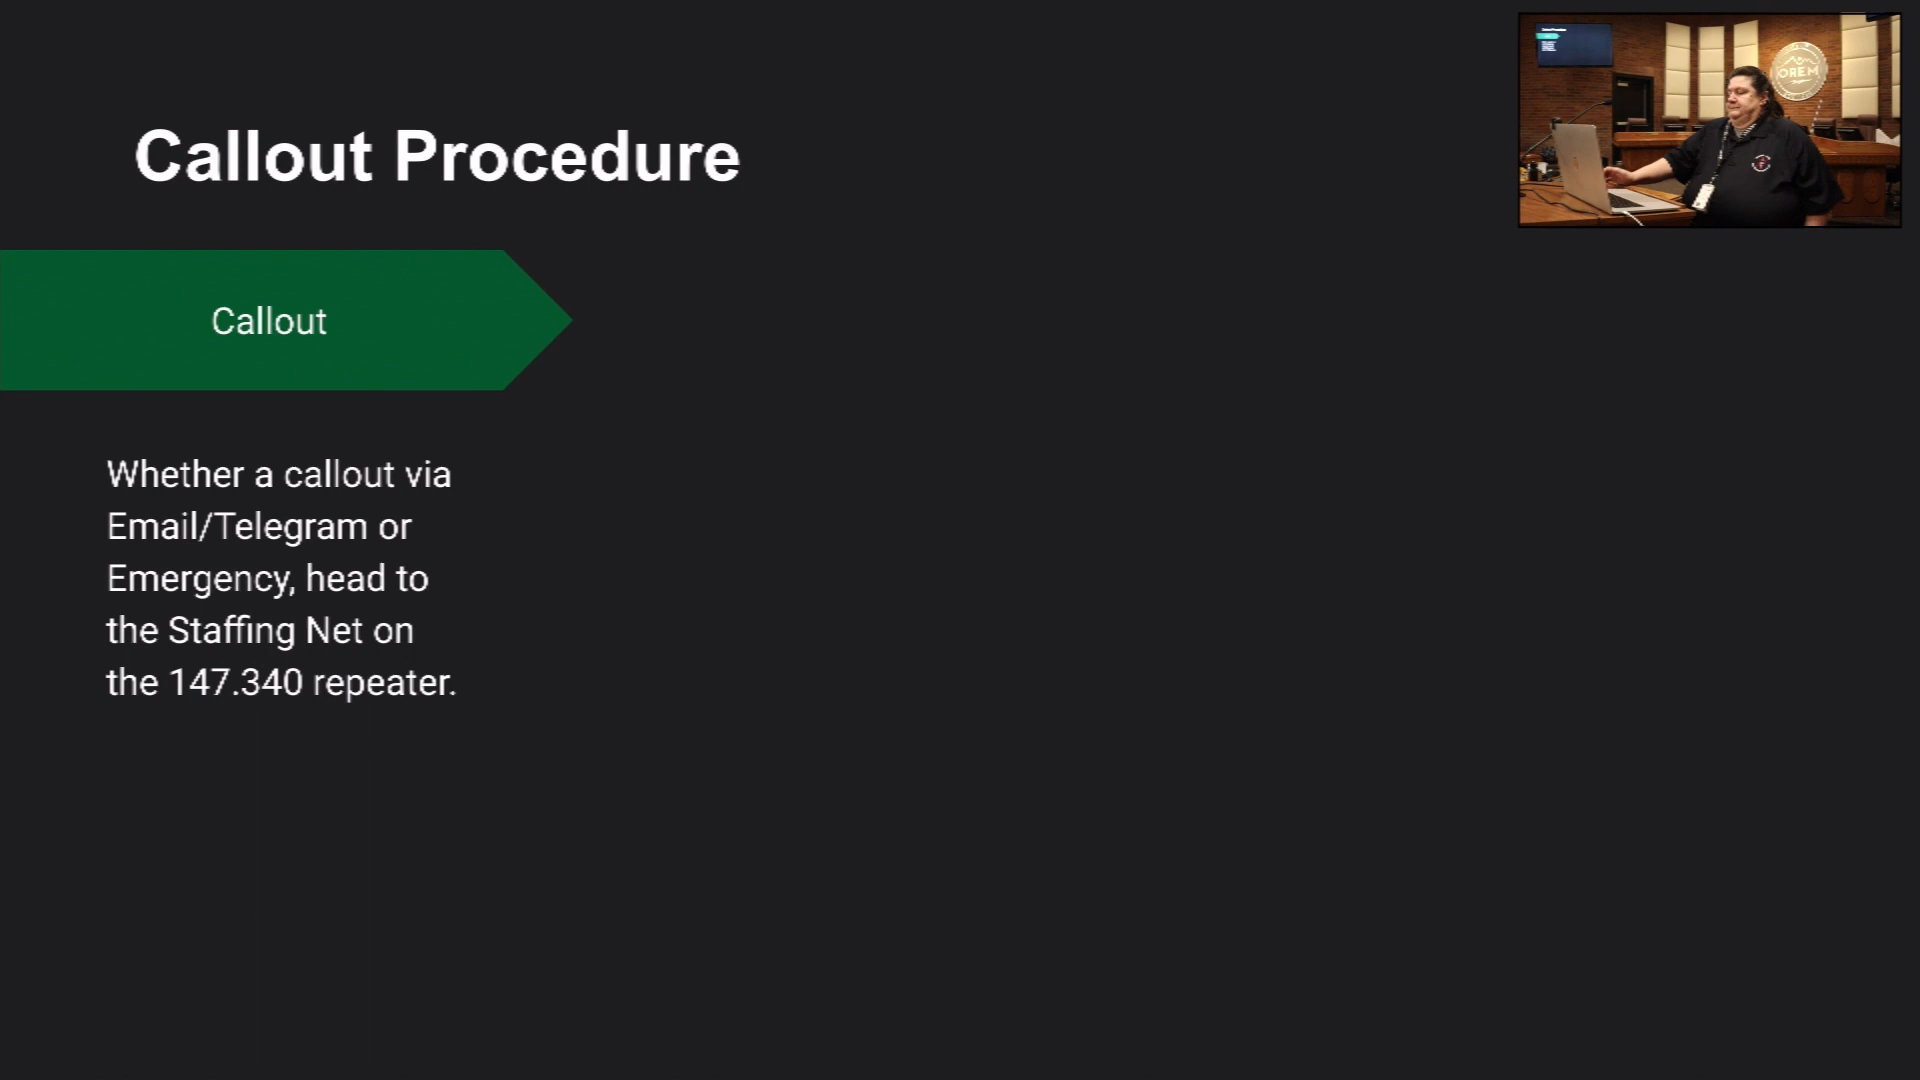 Callout Procedure
Callout
Whether a callout via
Email/Telegram or
Emergency, head to
the Staffing Net on
the 147.340 repeater.
OREM